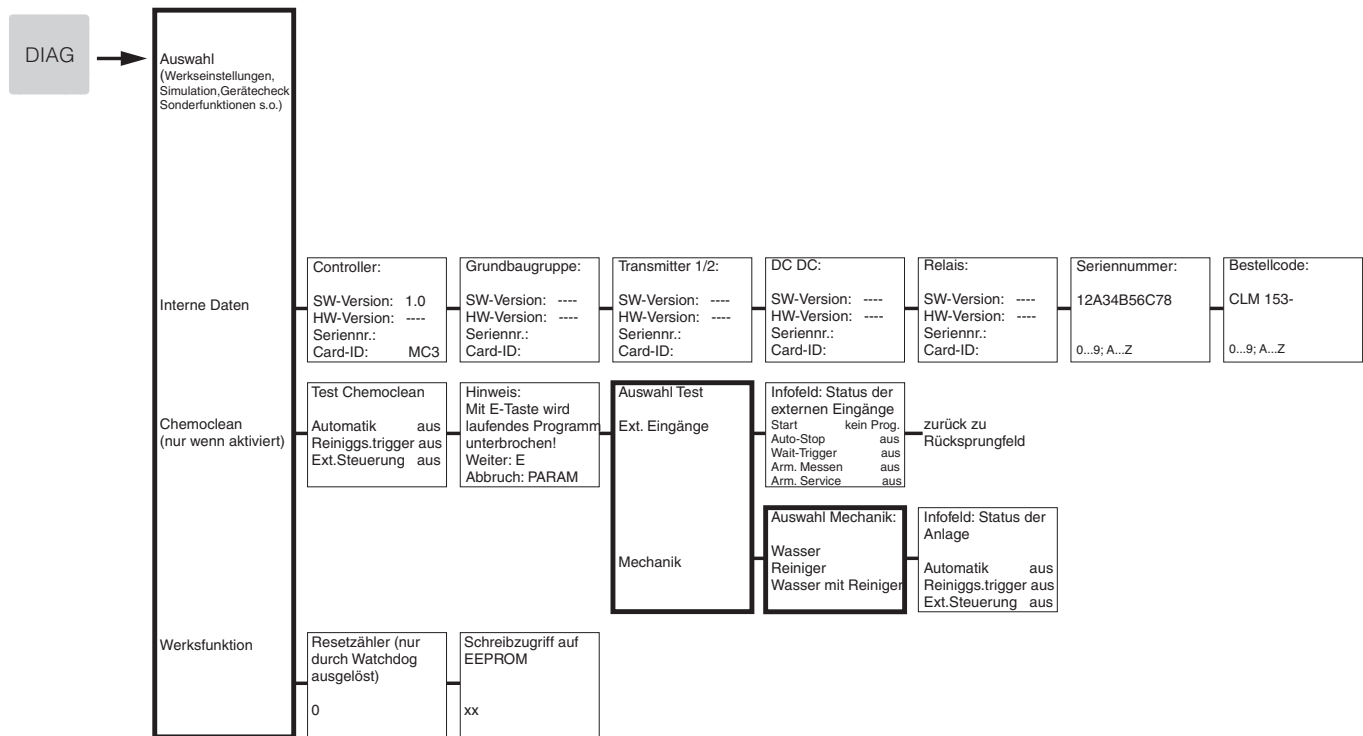 DIAG
Auswahl
(Werkseinstellungen,
Simulation,Gerätecheck
Sonderfunktionen s.o.)
Interne Daten
Controller:
SW-Version: 1.0
HW-Version: ----
Seriennr.:
Card-ID: MC3
Grundbaugruppe:
SW-Version: ----
HW-Version: ----
Seriennr.:
Card-ID:
Transmitter 1/2:
SW-Version: ----
HW-Version: ----
Seriennr.:
Card-ID:
DC DC:
SW-Version: ----
HW-Version: ----
Seriennr.:
Card-ID:
Relais:
SW-Version: ----
HW-Version: ----
Seriennr.:
Card-ID:
Seriennummer:
12A34B56C78
0...9; A...Z
Bestellcode:
CLM 153-
0...9; A...Z
Chemoclean
(nur wenn aktiviert)
Test Chemoclean
Automatik aus
Reiniggs.trigger aus
Ext.Steuerung aus
Hinweis:
Mit E-Taste wird
laufendes Programm
unterbrochen!
Weiter: E
Abbruch: PARAM
Auswahl Test
Ext. Eingänge
Mechanik
Infofeld: Status der
externen Eingänge
Start kein Prog.
Auto-Stop aus
Wait-Trigger aus
Arm. Messen aus
Arm. Service aus
zurück zu
Rücksprungfeld
Auswahl Mechanik:
Wasser
Reiniger
Wasser mit Reiniger
Infofeld: Status der
Anlage
Automatik aus
Reiniggs.trigger aus
Ext.Steuerung aus
Werksfunktion
Resetzähler (nur
durch Watchdog
ausgelöst)
0
Schreibzugriff auf
EEPROM
xx